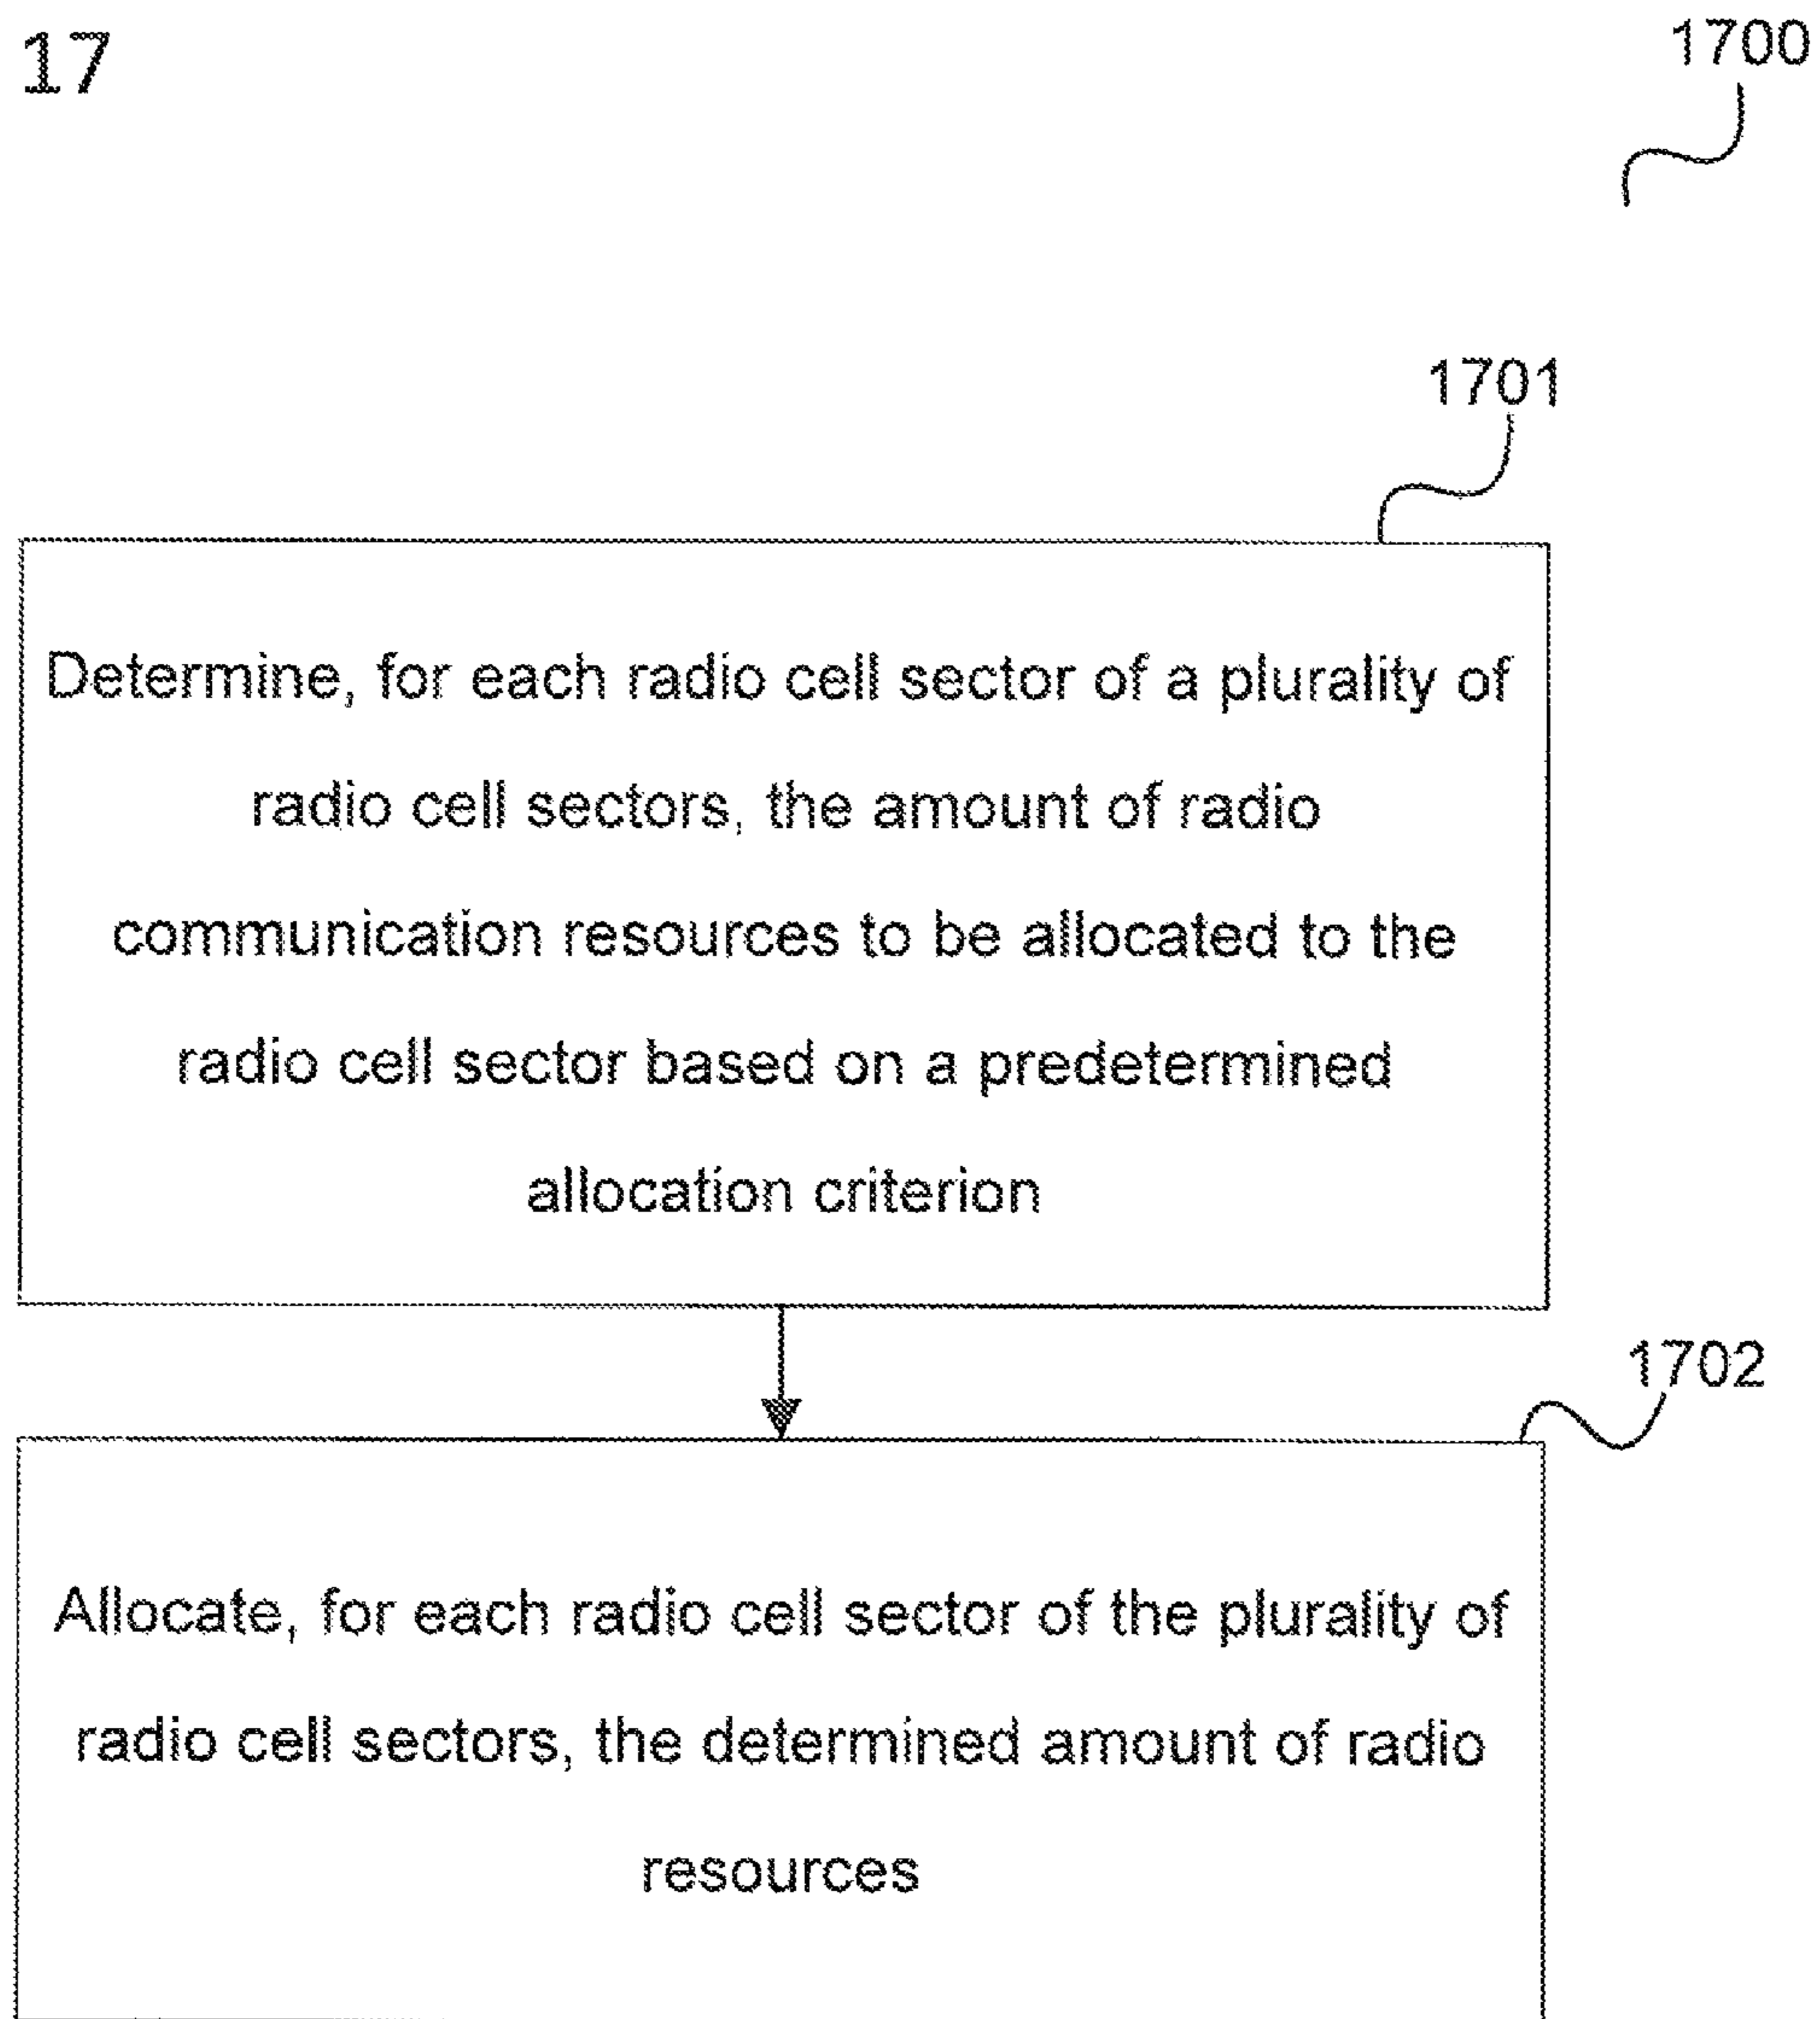 17
1700
1701
Determine, for each radio cell sector of a plurality of
radio cell sectors, the amount of radio
communication resources to be allocated to the
radio cell sector based on a predetermined
allocation criterion
1702
Allocate, for each radio cell sector of the plurality of
radio cell sectors, the determined amount of radio
resources